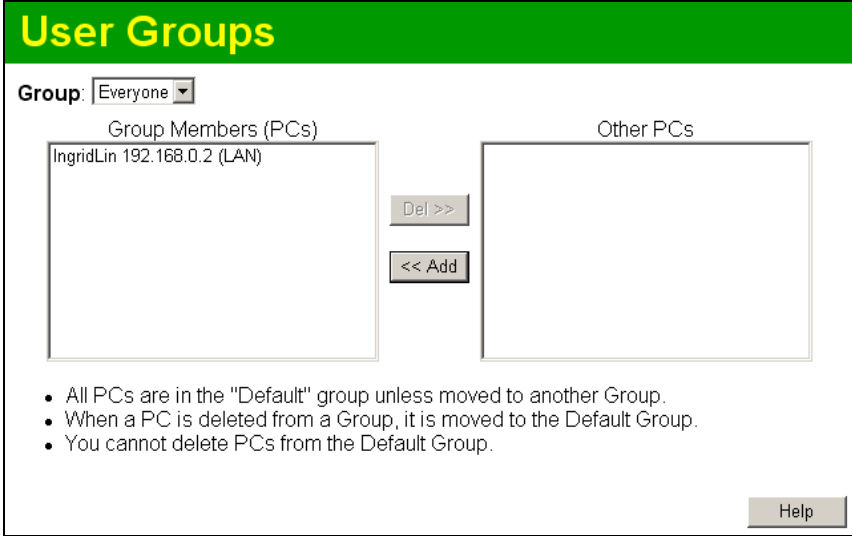 User Groups
Group: Everyone
Group Members (PCs)
Other PCs
IngridLin 192.168.0.2 (LAN)
Del >>
<< Add
All PCs are in the "Default" group unless moved to another Group.
When a PC is deleted from a Group, it is moved to the Default Group.
You cannot delete PCs from the Default Group.
Help